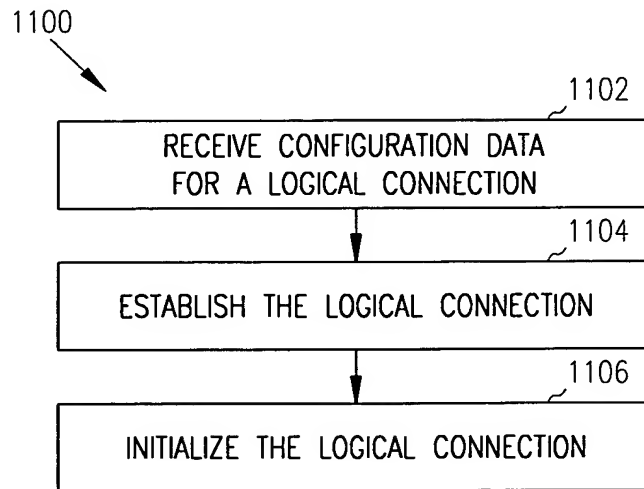 1100
1102
RECEIVE CONFIGURATION DATA
FOR A LOGICAL CONNECTION
1104
ESTABLISH THE LOGICAL CONNECTION
1106
INITIALIZE THE LOGICAL CONNECTION